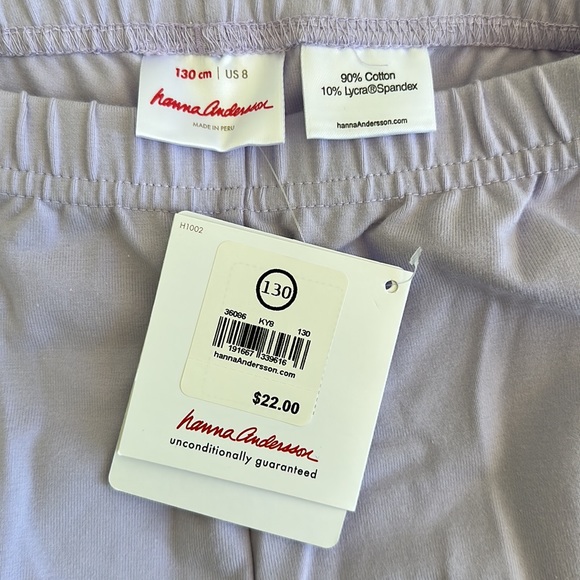 130 cm | US 8
hanna Andersson
MADE IN PERU
90% Cotton
10% Lycra®Spandex
hannaAndersson.com
H1002
130
36086 KY8 130
191667 339616
hannaAndersson.com
$22.00
hanna Andersson
unconditionally guaranteed